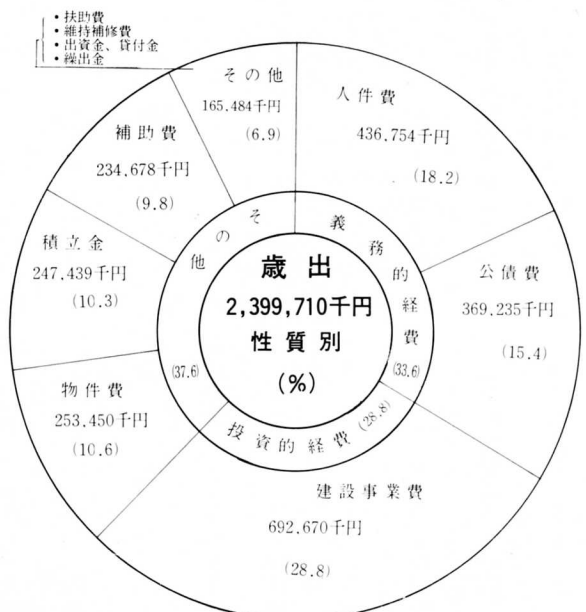 ・扶助費
・維持補修費
・出資金、貸付金
・繰出金
その他
165,484千円
(6.9)
人件費
436,754千円
(18.2)
補助費
234,678千円
(9.8)
積立金
247,439千円
(10.3)
公債費
369,235千円
(15.4)
物件費
253,450千円
(10.6)
建設事業費
692,670千円
(28.8)
義務的経費
(33.6)
投資的経費(28.8)
その他
(37.6)
歳出
2,399,710千円
性質別
(%)